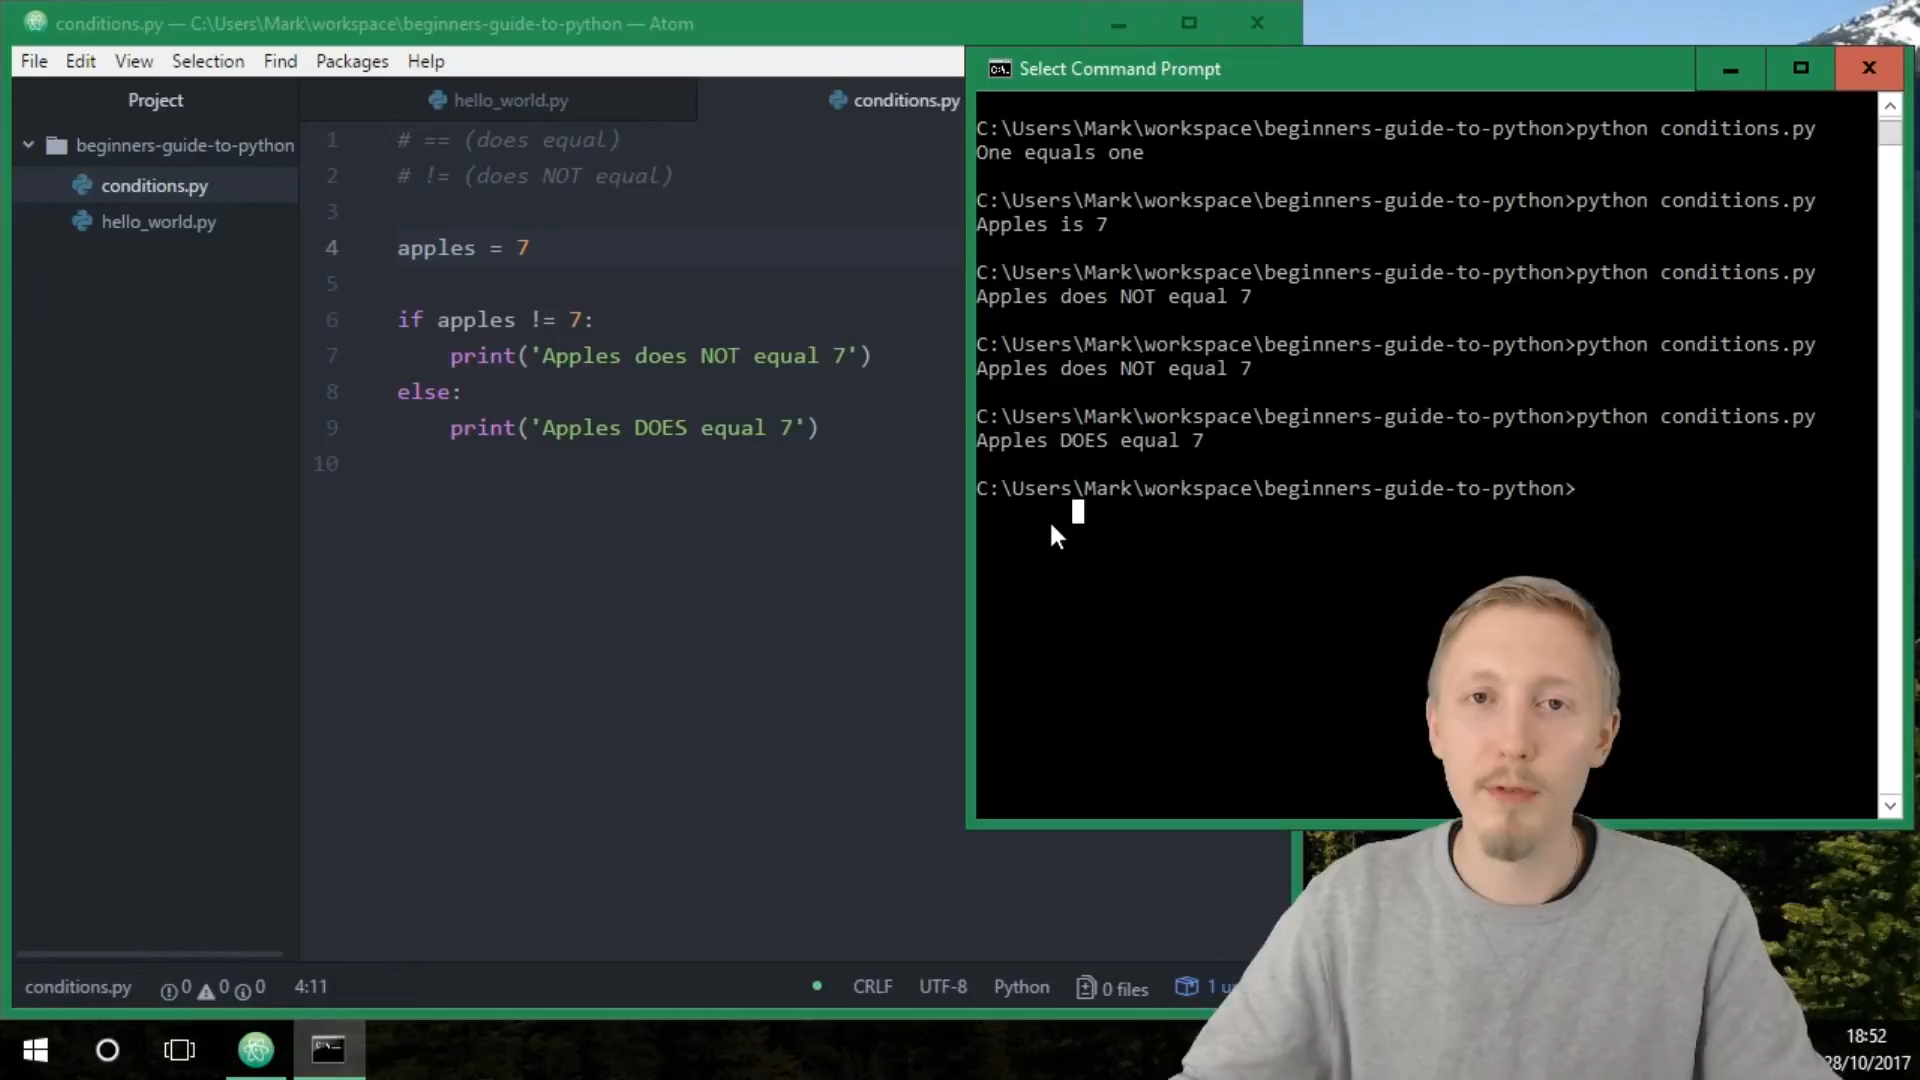 conditions.py — C:\Users\Mark\workspace\beginners-guide-to-python — Atom
File Edit View Selection Find Packages Help
Project
beginners-guide-to-python
conditions.py
hello_world.py
hello_world.py
conditions.py
1 # == (does equal)
2 # != (does NOT equal)
3
4 apples = 7
5
6 if apples != 7:
7 print('Apples does NOT equal 7')
8 else:
9 print('Apples DOES equal 7')
10
conditions.py 0 0 0 4:11
CRLF UTF-8 Python 0 files 1
C:\. Select Command Prompt
C:\Users\Mark\workspace\beginners-guide-to-python>python conditions.py
One equals one
C:\Users\Mark\workspace\beginners-guide-to-python>python conditions.py
Apples is 7
C:\Users\Mark\workspace\beginners-guide-to-python>python conditions.py
Apples does NOT equal 7
C:\Users\Mark\workspace\beginners-guide-to-python>python conditions.py
Apples does NOT equal 7
C:\Users\Mark\workspace\beginners-guide-to-python>python conditions.py
Apples DOES equal 7
C:\Users\Mark\workspace\beginners-guide-to-python>
18:52
28/10/2017